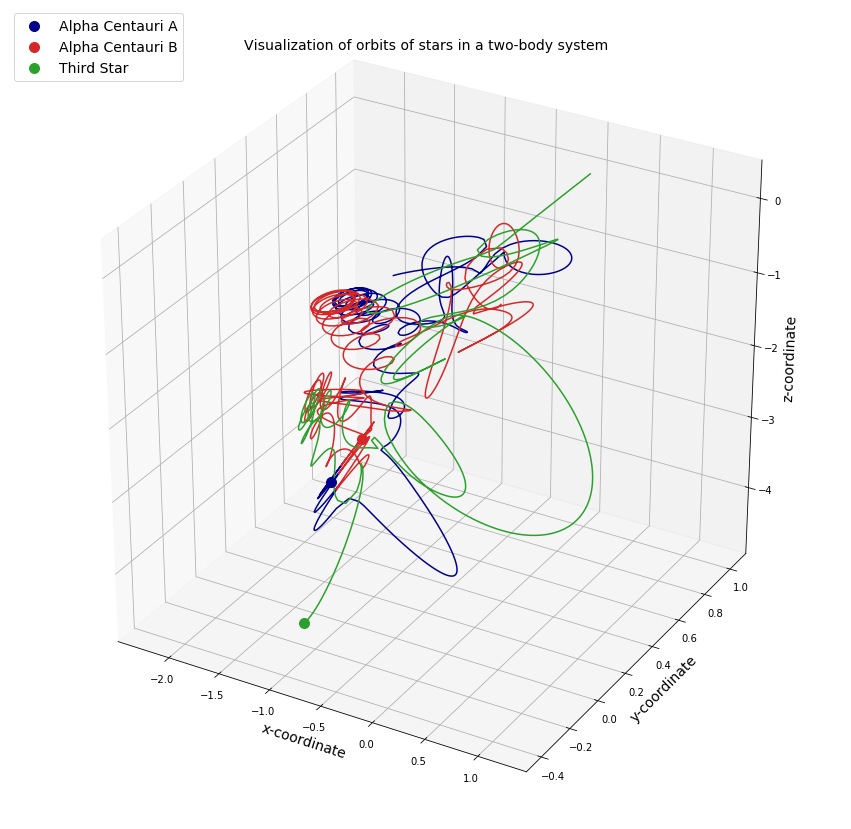 Alpha Centauri A
Alpha Centauri B
Third Star
Visualization of orbits of stars in a two-body system
0
−1
−2
−3
−4
z-coordinate
1.0
0.8
0.6
0.4
0.2
0.0
−0.2
−0.4
y-coordinate
−2.0
−1.5
−1.0
−0.5
0.0
0.5
1.0
x-coordinate